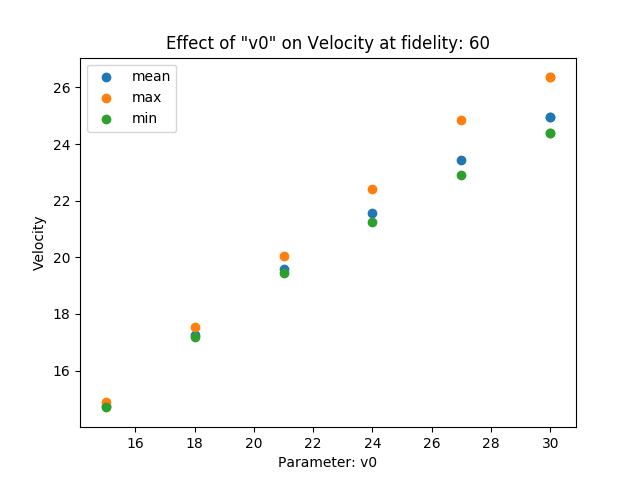 Effect of "v0" on Velocity at fidelity: 60
mean
max
min
Velocity
26
24
22
20
18
16
16 18 20 22 24 26 28 30
Parameter: v0